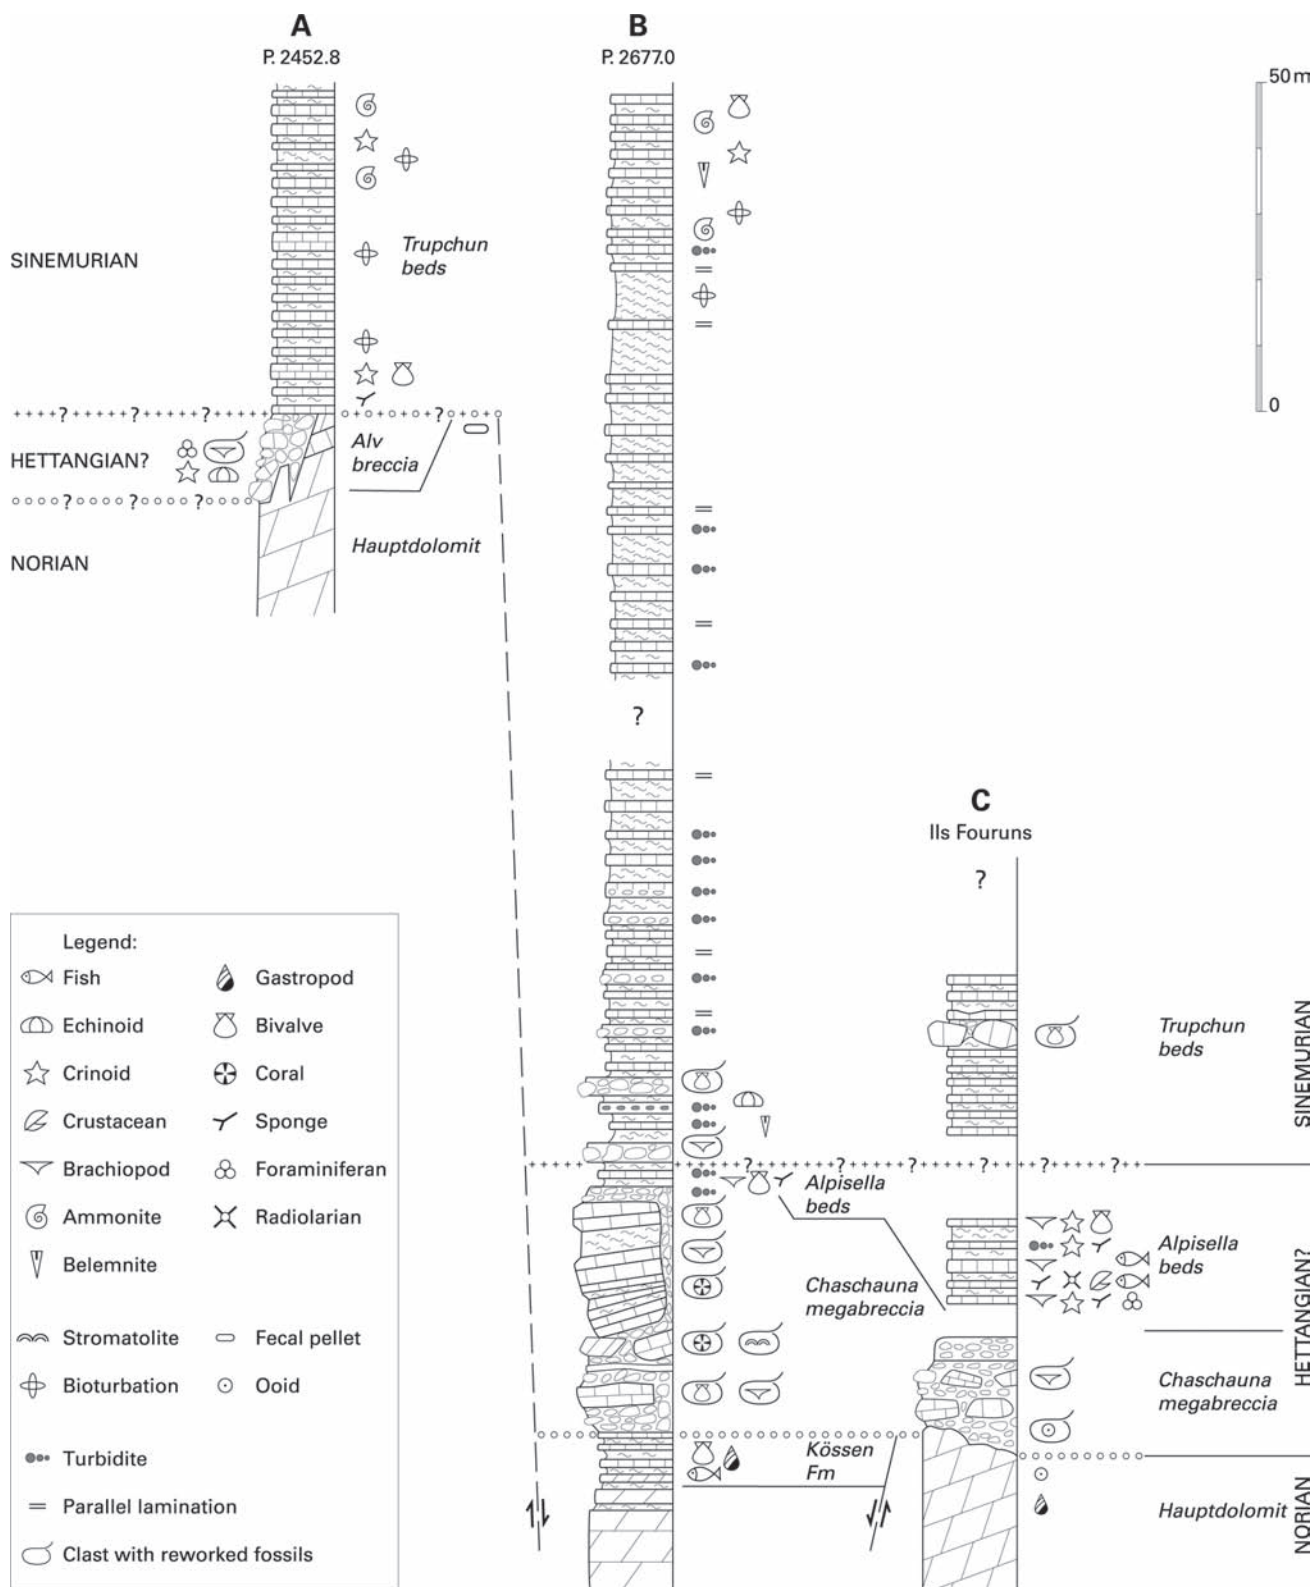 A
P. 2452.8
B
P. 2677.0
50 m
0
SINEMURIAN
Trupchun
beds
++++?+++++?+++++?
?
HETTANGIAN?
Alv
breccia
oooo?oooo?oooo?
NORIAN
Hauptdolomit
?
C
Ils Fouruns
?
Legend:
Fish
Gastropod
Echinoid
Bivalve
Crinoid
Coral
Crustacean
Sponge
Brachiopod
Foraminiferan
Ammonite
Radiolarian
Belemnite
Stromatolite
Fecal pellet
Bioturbation
Ooid
Turbidite
Parallel lamination
Clast with reworked fossils
Trupchun
beds
SINEMURIAN
? ? ? ? ? ?
Alpisella
beds
Alpisella
beds
Chaschauna
megabreccia
HETTANGIAN?
Chaschauna
megabreccia
Kössen
Fm
Hauptdolomit
NORIAN